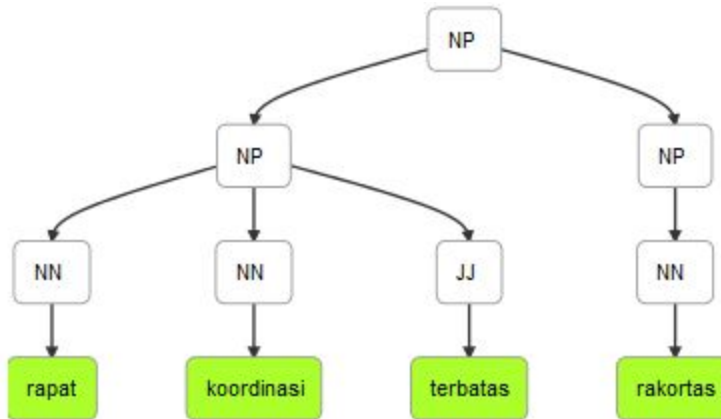 NP
NP NP
NN NN JJ NN
rapat koordinasi terbatas rakortas